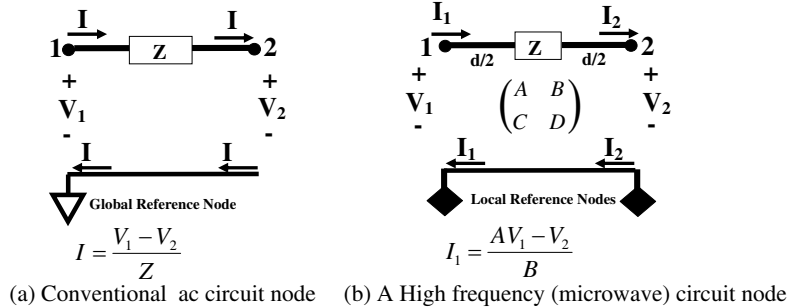 I I I₁ I₂
1 Z 2 1 Z 2
d/2 d/2
+ + + +
V₁ V₂ V₁ (A B C D) V₂
- - - -
I I I₁ I₂
Global Reference Node Local Reference Nodes
I = (V₁ − V₂)/Z I₁ = (AV₁ − V₂)/B
(a) Conventional ac circuit node (b) A High frequency (microwave) circuit node